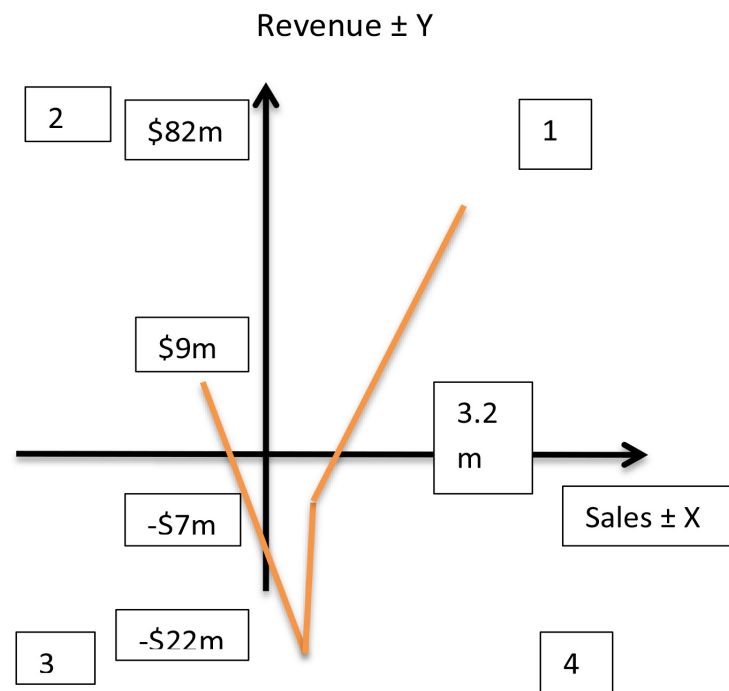 Revenue ± Y
2
$82m
1
$9m
3.2
m
-$7m
Sales ± X
-$22m
3
4